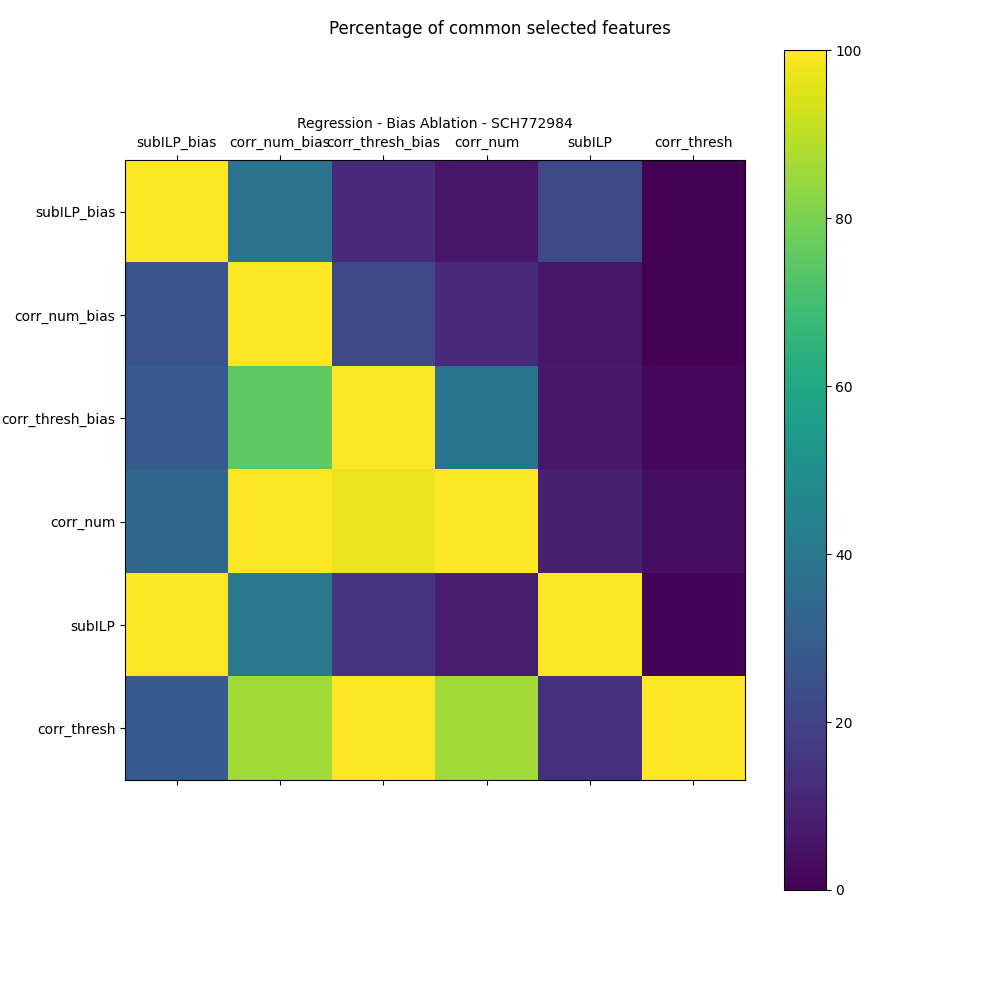 Percentage of common selected features
Regression - Bias Ablation - SCH772984
subILP_bias corr_num_bias corr_thresh_bias corr_num subILP corr_thresh
subILP_bias
corr_num_bias
corr_thresh_bias
corr_num
subILP
corr_thresh
100
80
60
40
20
0